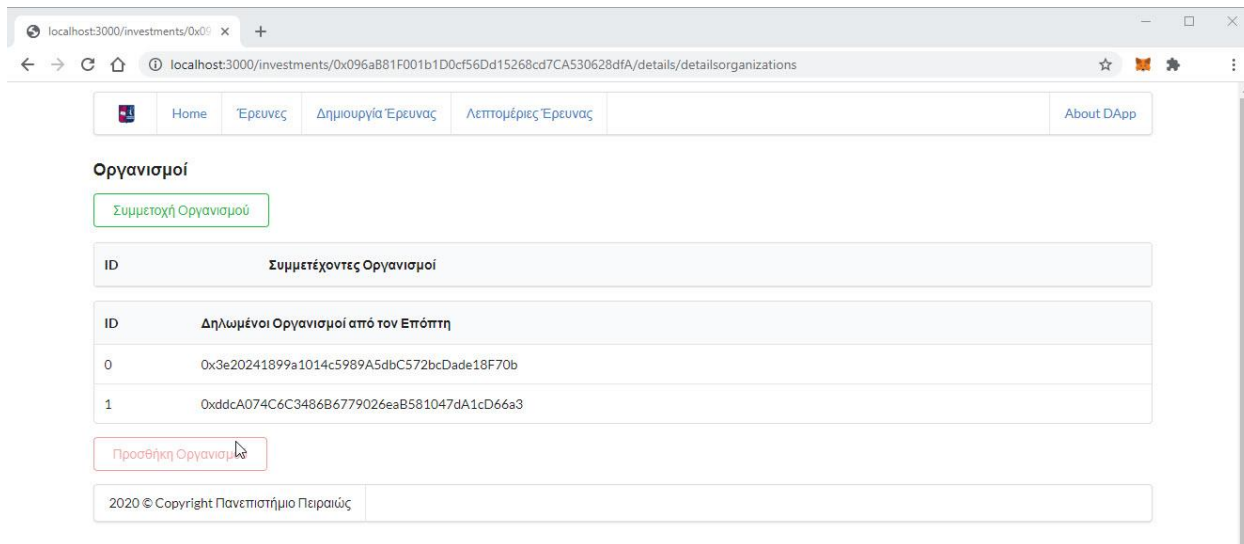 localhost:3000/investments/0x09
localhost:3000/investments/0x096aB81F001b1D0cf56Dd15268cd7CA530628dfA/details/detailsorganizations
Home Έρευνες Δημιουργία Έρευνας Λεπτομέριες Έρευνας About DApp
Οργανισμοί
Συμμετοχή Οργανισμού
ID Συμμετέχοντες Οργανισμοί
ID Δηλωμένοι Οργανισμοί από τον Επόπτη
0 0x3e20241899a1014c5989A5dbC572bcDade18F70b
1 0xddcA074C6C3486B6779026eaB581047dA1cD66a3
Προσθήκη
2020 © Copyright Πανεπιστήμιο Πειραιώς